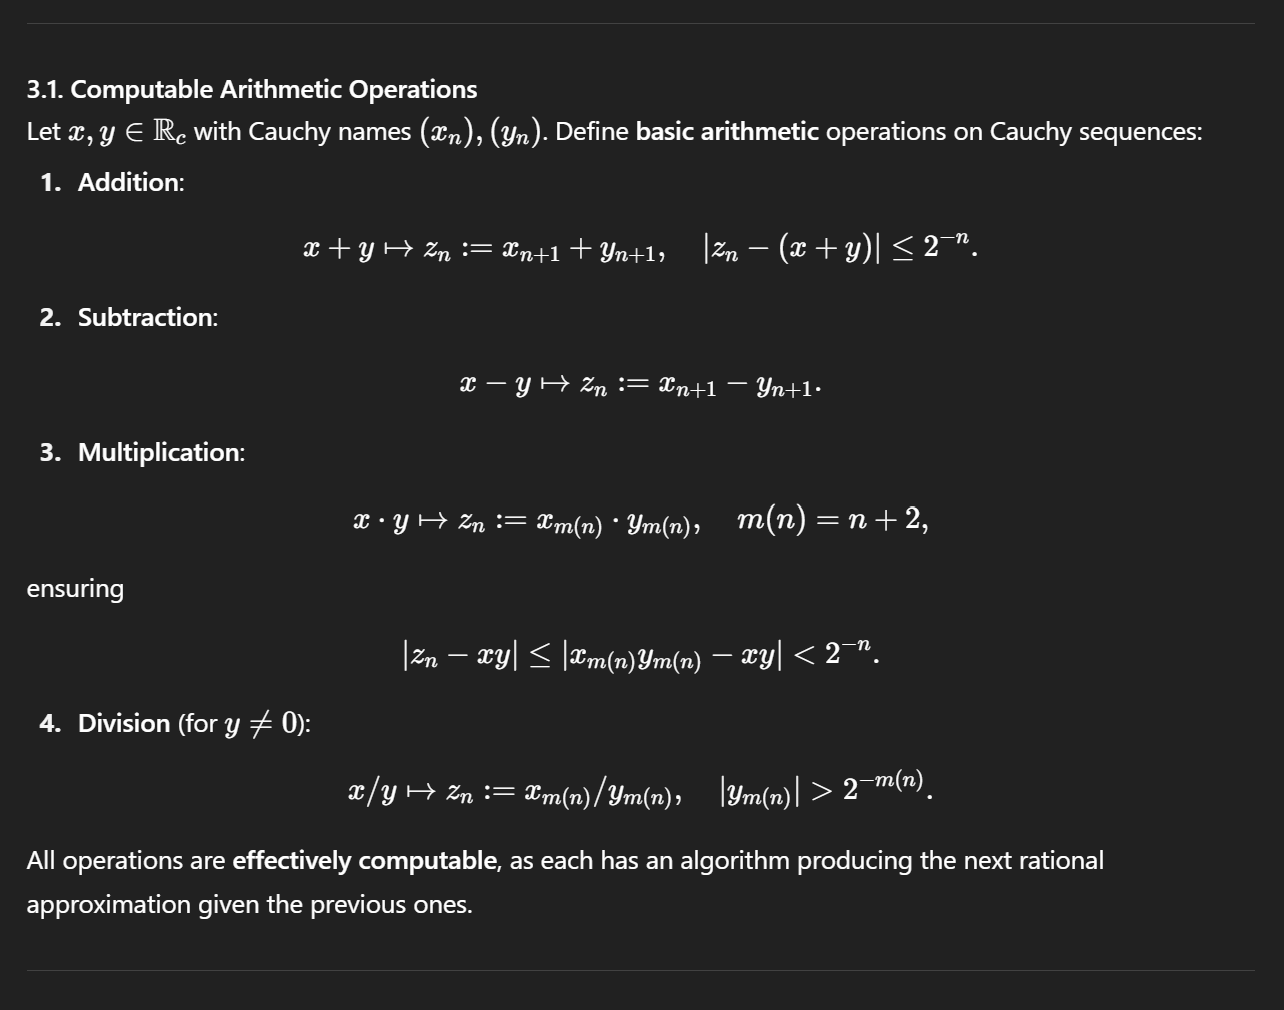 3.1. Computable Arithmetic Operations
Let x, y ∈ ℝ_c with Cauchy names (x_n), (y_n). Define basic arithmetic operations on Cauchy sequences:
1. Addition:
x + y ↦ z_n := x_{n+1} + y_{n+1}, |z_n − (x + y)| ≤ 2^{−n}.
2. Subtraction:
x − y ↦ z_n := x_{n+1} − y_{n+1}.
3. Multiplication:
x · y ↦ z_n := x_{m(n)} · y_{m(n)}, m(n) = n + 2,
ensuring
|z_n − xy| ≤ |x_{m(n)}y_{m(n)} − xy| < 2^{−n}.
4. Division (for y ≠ 0):
x/y ↦ z_n := x_{m(n)}/y_{m(n)}, |y_{m(n)}| > 2^{−m(n)}.
All operations are effectively computable, as each has an algorithm producing the next rational
approximation given the previous ones.